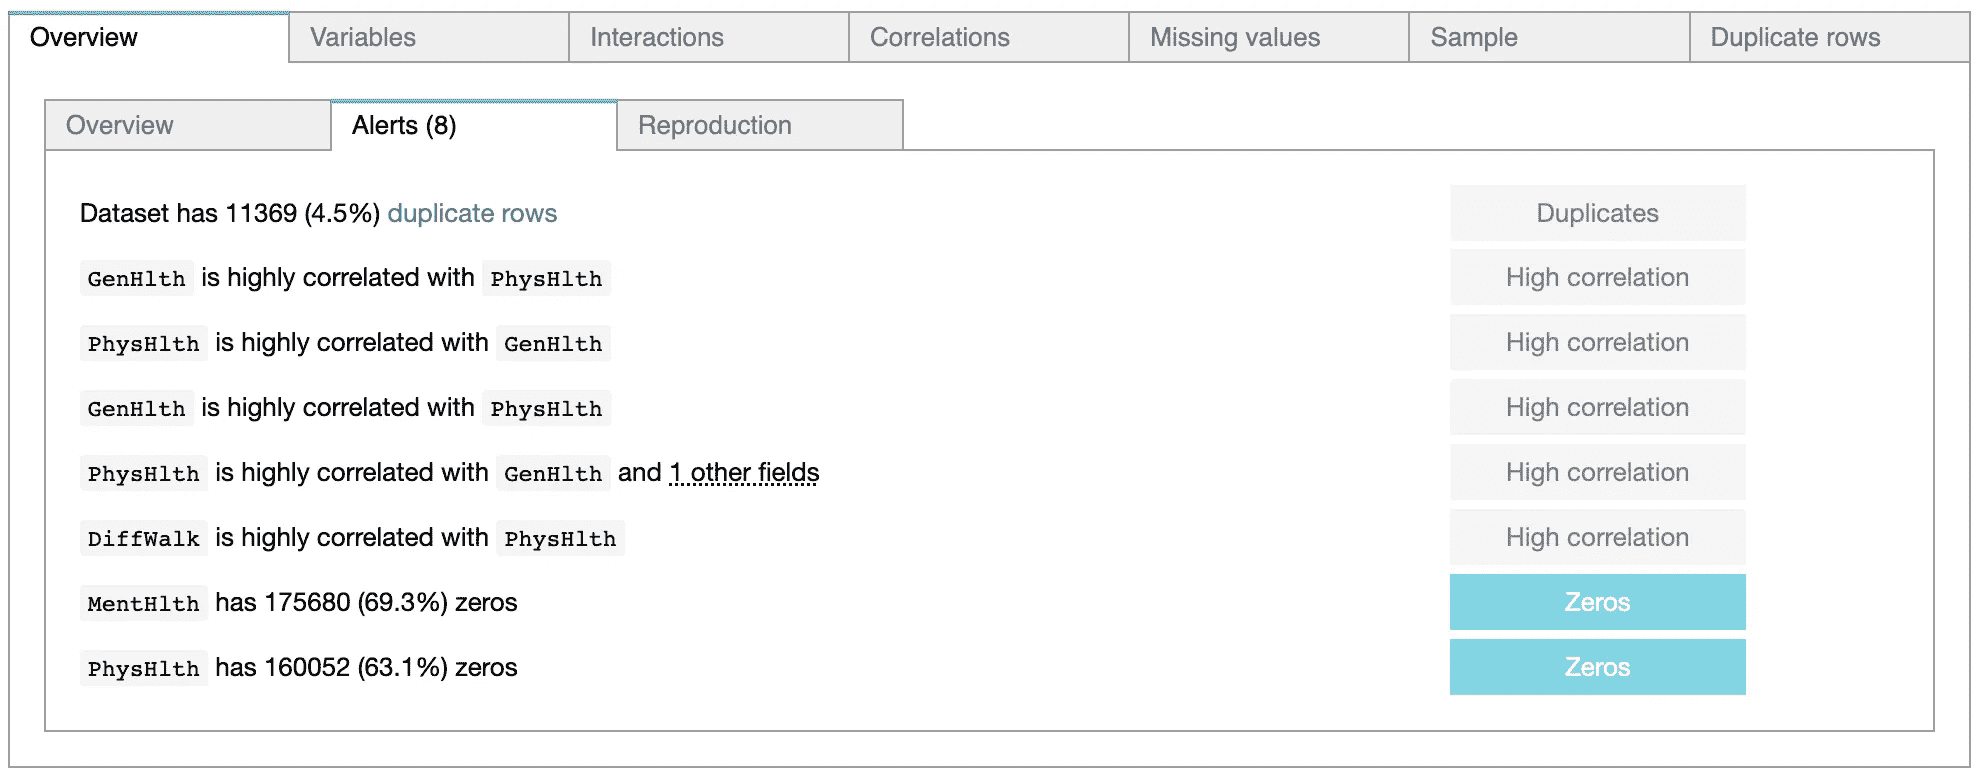 Overview Variables Interactions Correlations Missing values Sample Duplicate rows
Overview Alerts (8) Reproduction
Dataset has 11369 (4.5%) duplicate rows Duplicates
GenHlth is highly correlated with PhysHlth High correlation
PhysHlth is highly correlated with GenHlth High correlation
GenHlth is highly correlated with PhysHlth High correlation
PhysHlth is highly correlated with GenHlth and 1 other fields High correlation
DiffWalk is highly correlated with PhysHlth High correlation
MentHlth has 175680 (69.3%) zeros Zeros
PhysHlth has 160052 (63.1%) zeros Zeros